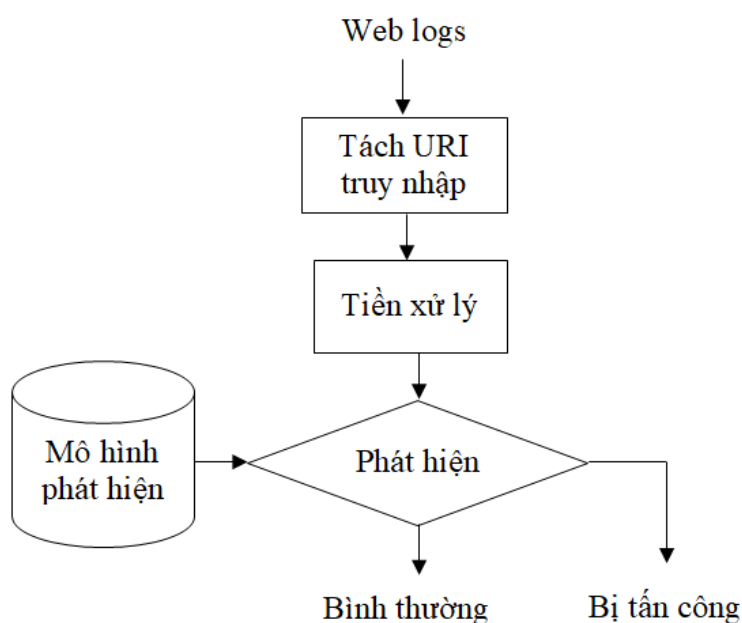 Web logs
Tách URI
truy nhập
Tiền xử lý
Mô hình
phát hiện
Phát hiện
Bình thường
Bị tấn công